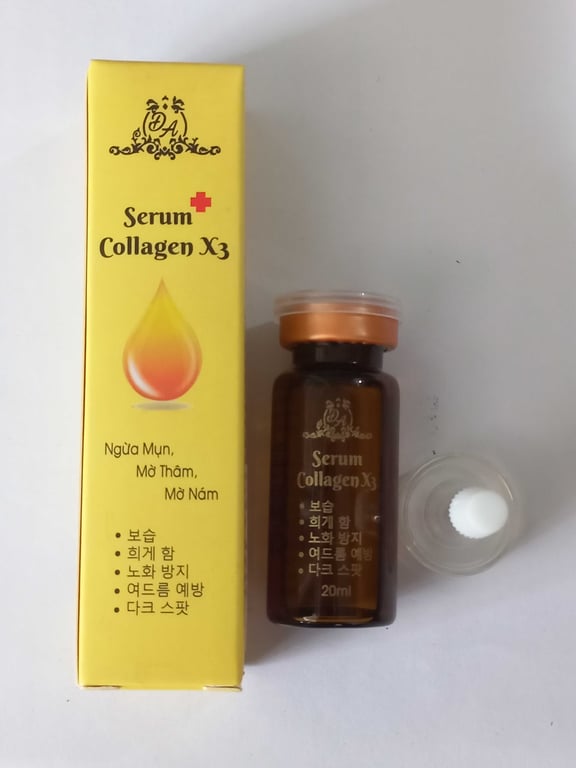 ĐA
Serum
Collagen X3
Ngừa Mụn,
Mờ Thâm,
Mờ Nám
• 보습
• 희게 함
• 노화 방지
• 여드름 예방
• 다크 스팟
ĐA
Serum
Collagen X3
• 보습
• 희게 함
• 노화 방지
• 여드름 예방
• 다크 스팟
20ml